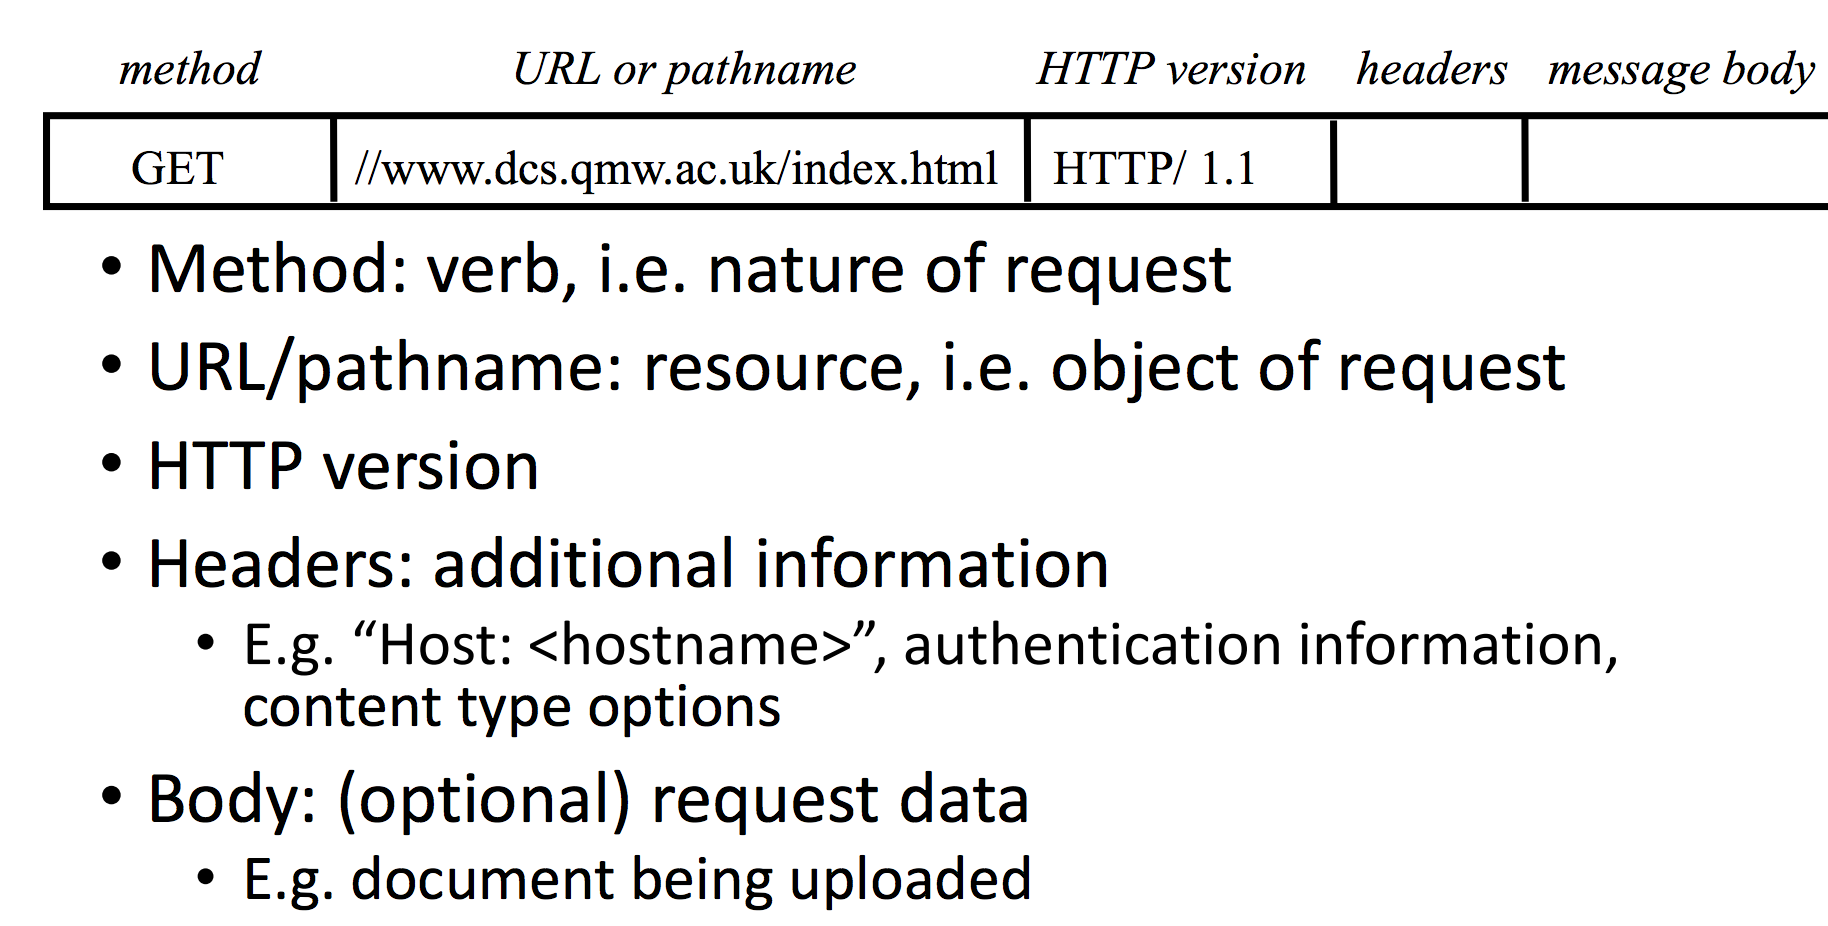 method URL or pathname HTTP version headers message body
GET //www.dcs.qmw.ac.uk/index.html HTTP/ 1.1
• Method: verb, i.e. nature of request
• URL/pathname: resource, i.e. object of request
• HTTP version
• Headers: additional information
• E.g. “Host: <hostname>”, authentication information,
content type options
• Body: (optional) request data
• E.g. document being uploaded